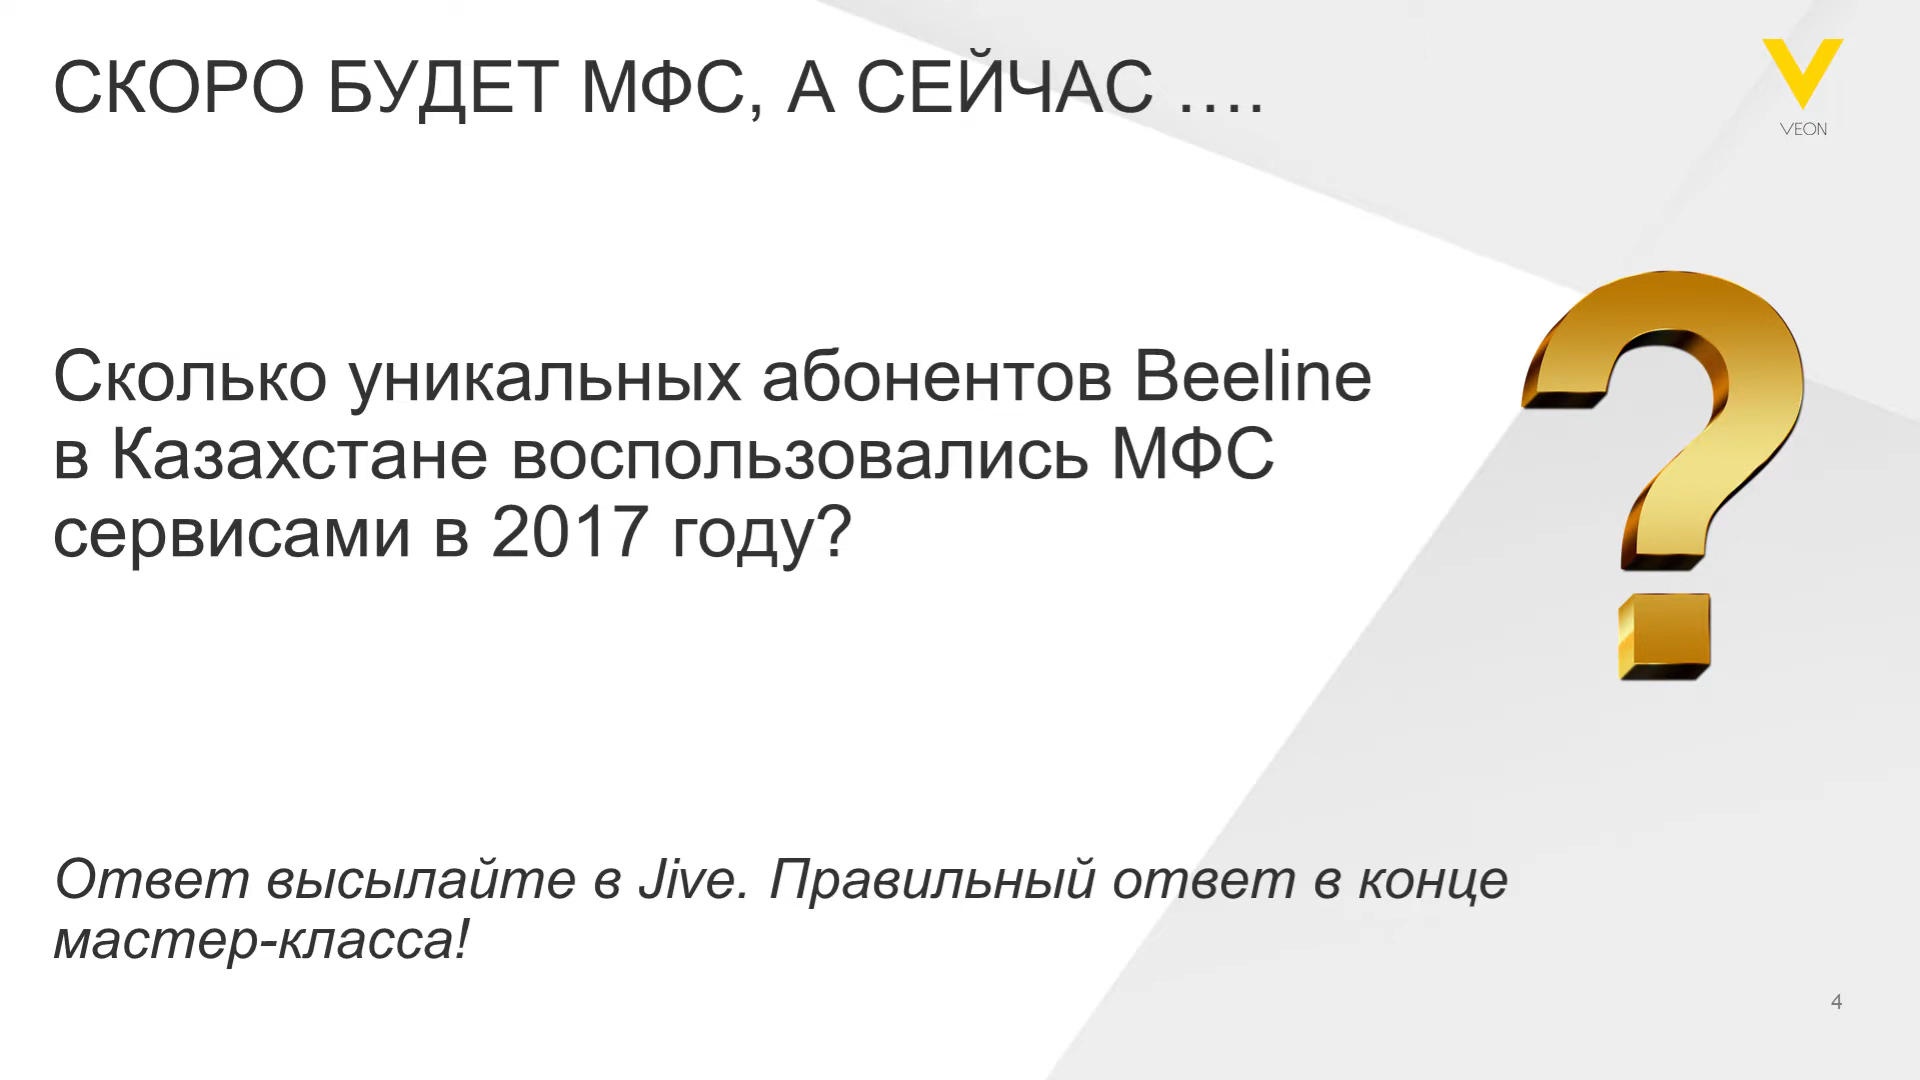 СКОРО БУДЕТ МФС, А СЕЙЧАС ….
VEON
Сколько уникальных абонентов Beeline
в Казахстане воспользовались МФС
сервисами в 2017 году?
Ответ высылайте в Jive. Правильный ответ в конце
мастер-класса!
4